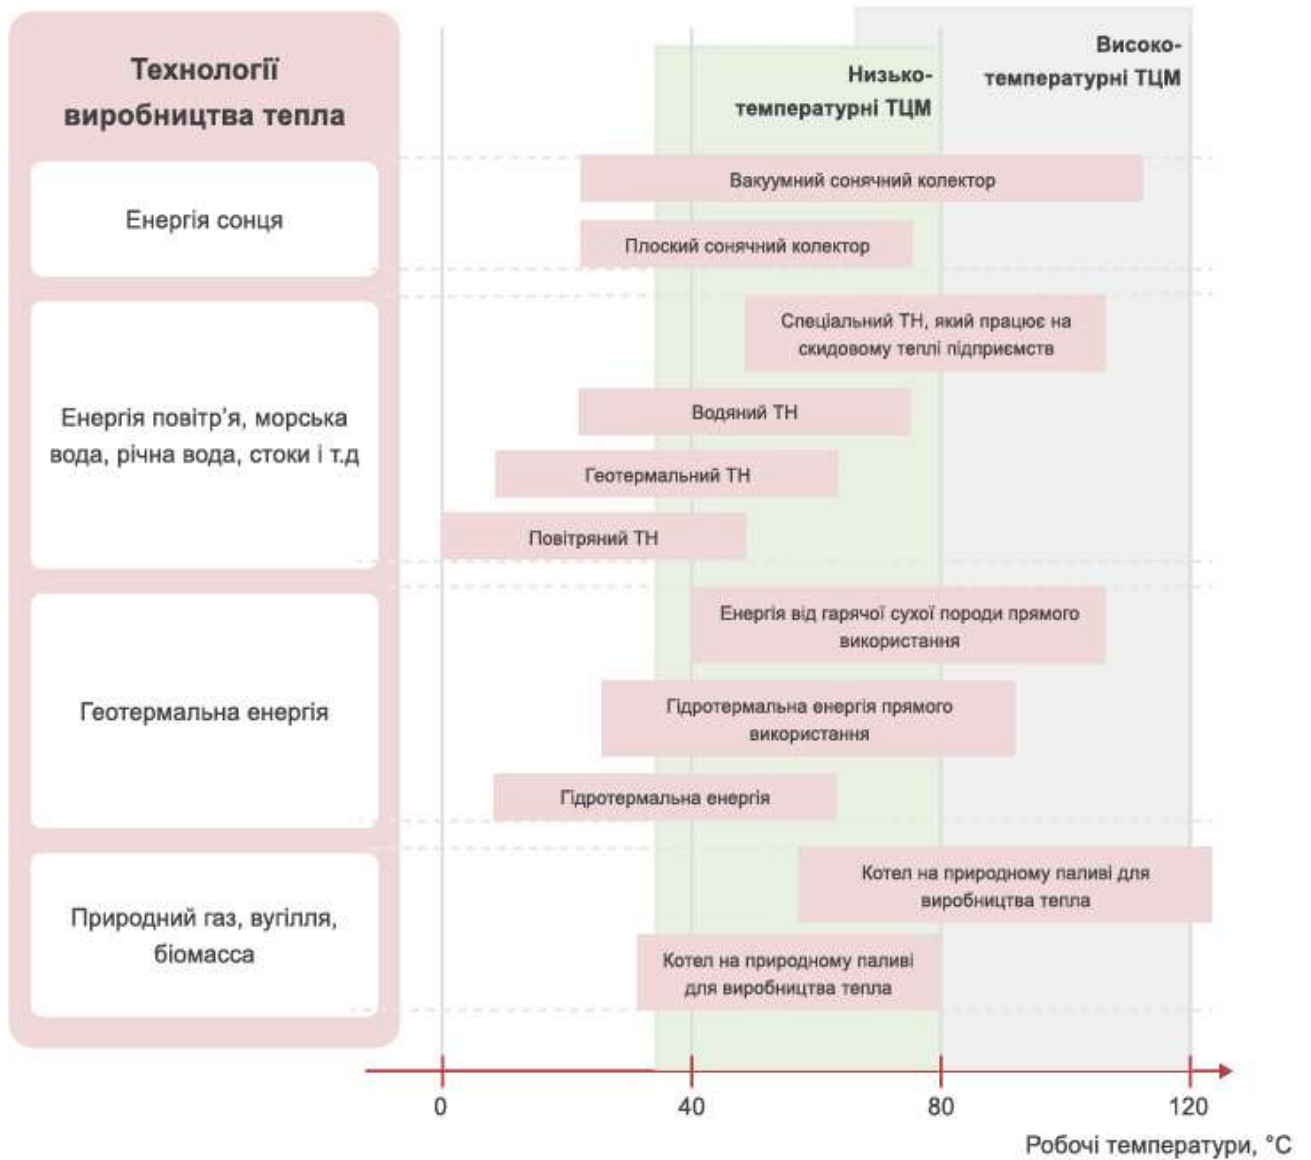 Технології
виробництва тепла
Високо-
температурні ТЦМ
Низько-
температурні ТЦМ
Енергія сонця
Вакуумний сонячний колектор
Плоский сонячний колектор
Енергія повітр’я, морська
вода, річна вода, стоки і т.д
Спеціальний ТН, який працює на
скидовому теплі підприємств
Водяний ТН
Геотермальний ТН
Повітряний ТН
Геотермальна енергія
Енергія від гарячої сухої породи прямого
використання
Гідротермальна енергія прямого
використання
Гідротермальна енергія
Природний газ, вугілля,
біомасса
Котел на природному паливі для
виробництва тепла
Котел на природному паливі
для виробництва тепла
0
40
80
120
Робочі температури, °C